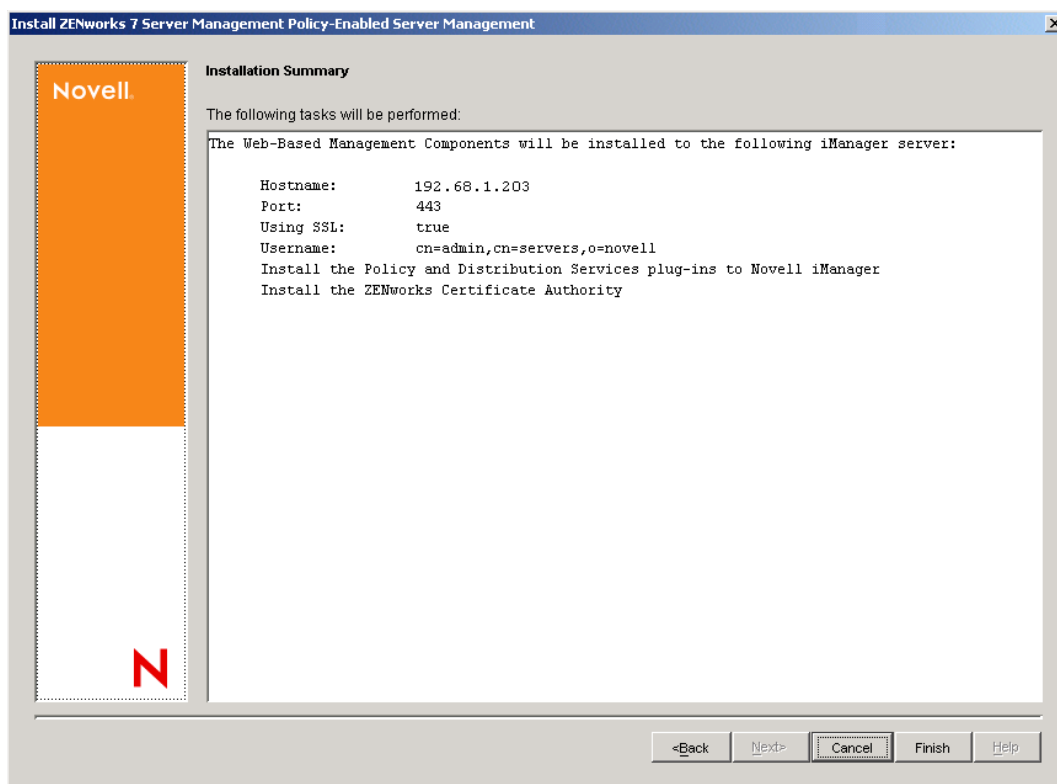 Install ZENworks 7 Server Management Policy-Enabled Server Management
Novell.
Installation Summary
The following tasks will be performed:
The Web-Based Management Components will be installed to the following iManager server:
Hostname: 192.68.1.203
Port: 443
Using SSL: true
Username: cn=admin,cn=servers,o=novell
Install the Policy and Distribution Services plug-ins to Novell iManager
Install the ZENworks Certificate Authority
N
<Back Next> Cancel Finish Help